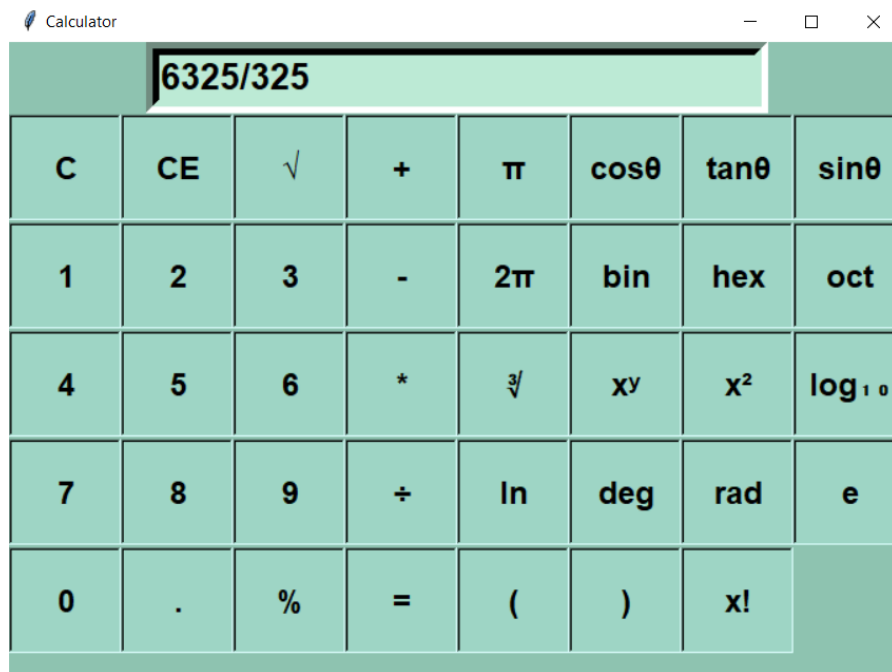 Calculator
6325/325
C CE √ + π cosθ tanθ sinθ
1 2 3 - 2π bin hex oct
4 5 6 * ∛ xʸ x² log₁₀
7 8 9 ÷ ln deg rad e
0 . % = ( ) x!